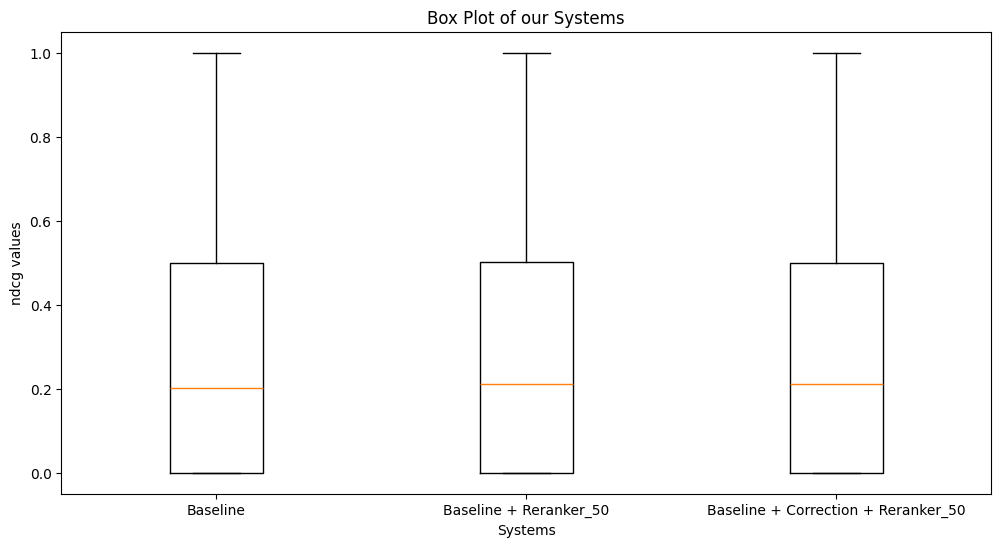 Box Plot of our Systems
ndcg values
1.0
0.8
0.6
0.4
0.2
0.0
Baseline
Baseline + Reranker_50
Baseline + Correction + Reranker_50
Systems